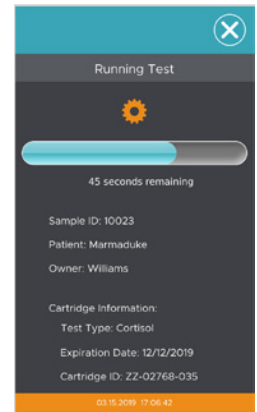 Running Test
45 seconds remaining
Sample ID: 10023
Patient: Marmaduke
Owner: Williams
Cartridge Information:
Test Type: Cortisol
Expiration Date: 12/12/2019
Cartridge ID: ZZ-02768-035
03.15.2019 17:06:42